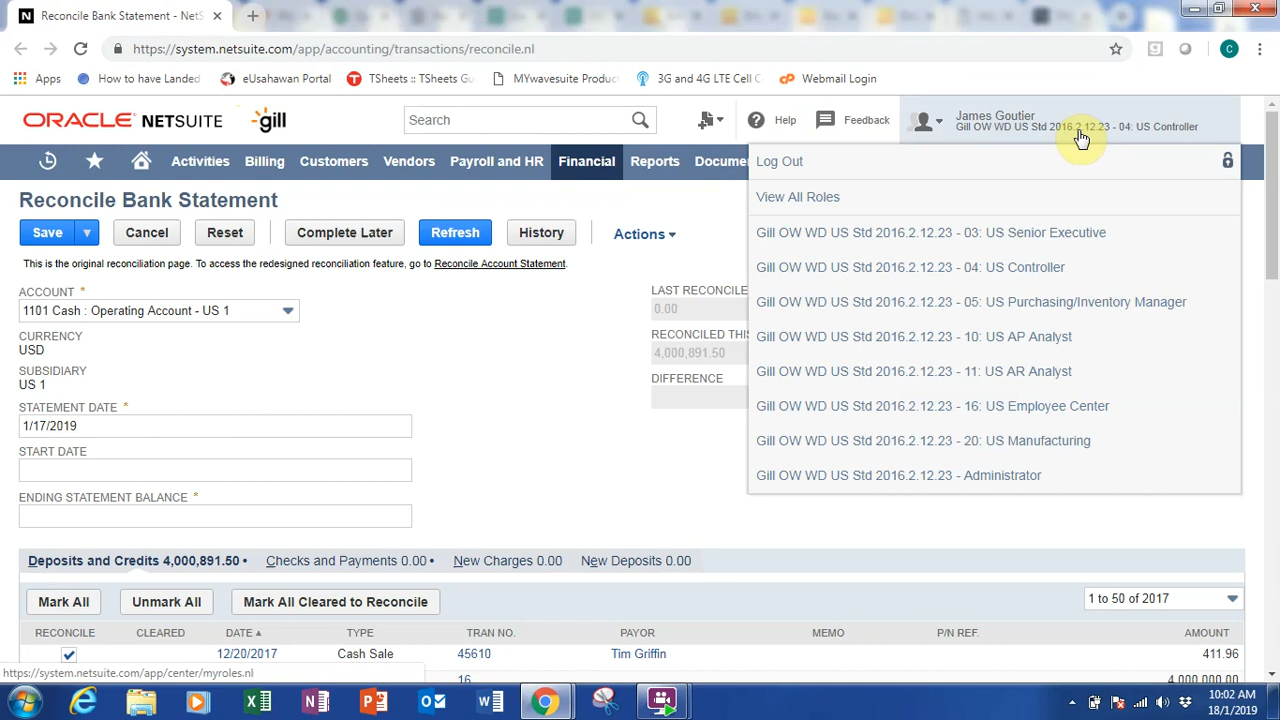 Reconcile Bank Statement - NetS
https://system.netsuite.com/app/accounting/transactions/reconcile.nl
Apps
How to have Landed
eUsahawan Portal
TSheets :: TSheets Gu
MYwavesuite Produc
3G and 4G LTE Cell C
Webmail Login
ORACLE NETSUITE
gill
Search
Help
Feedback
James Goutier
Gill OW WD US Std 2016.2.12.23 - 04: US Controller
Activities
Billing
Customers
Vendors
Payroll and HR
Financial
Reports
Docume
Log Out
View All Roles
Gill OW WD US Std 2016.2.12.23 - 03: US Senior Executive
Gill OW WD US Std 2016.2.12.23 - 04: US Controller
Gill OW WD US Std 2016.2.12.23 - 05: US Purchasing/Inventory Manager
Gill OW WD US Std 2016.2.12.23 - 10: US AP Analyst
Gill OW WD US Std 2016.2.12.23 - 11: US AR Analyst
Gill OW WD US Std 2016.2.12.23 - 16: US Employee Center
Gill OW WD US Std 2016.2.12.23 - 20: US Manufacturing
Gill OW WD US Std 2016.2.12.23 - Administrator
Reconcile Bank Statement
Save
Cancel
Reset
Complete Later
Refresh
History
Actions
This is the original reconciliation page. To access the redesigned reconciliation feature, go to Reconcile Account Statement.
ACCOUNT *
1101 Cash : Operating Account - US 1
CURRENCY
USD
SUBSIDIARY
US 1
STATEMENT DATE *
1/17/2019
START DATE
ENDING STATEMENT BALANCE *
LAST RECONCILE
0.00
RECONCILED THI
4,000,891.50
DIFFERENCE
Deposits and Credits 4,000,891.50 •
Checks and Payments 0.00 •
New Charges 0.00
New Deposits 0.00
Mark All
Unmark All
Mark All Cleared to Reconcile
1 to 50 of 2017
RECONCILE
CLEARED
DATE
TYPE
TRAN NO.
PAYOR
MEMO
P/N REF.
AMOUNT
12/20/2017
Cash Sale
45610
Tim Griffin
411.96
16
4,000,000.00
https://system.netsuite.com/app/center/myroles.nl
10:02 AM
18/1/2019